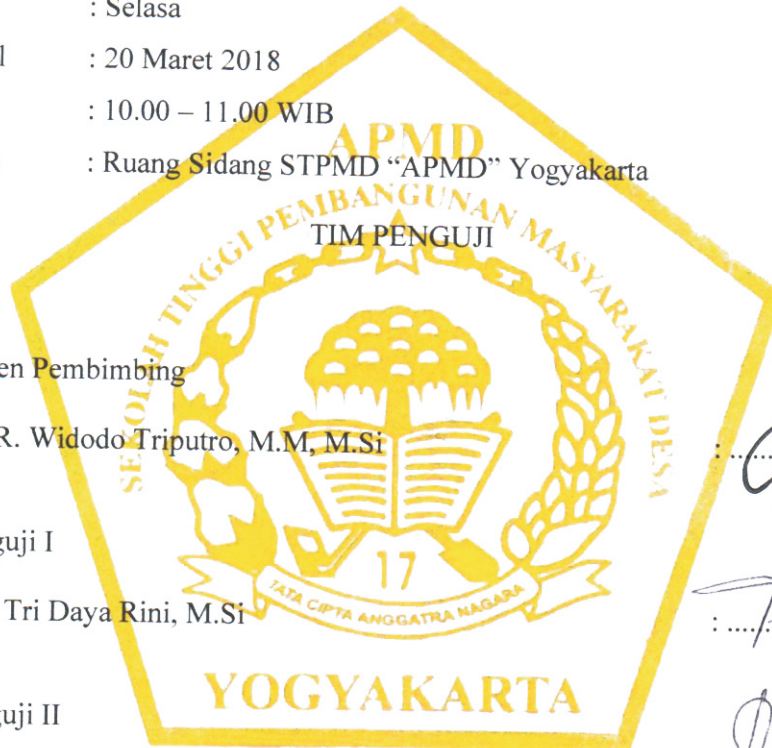 : Selasa
l : 20 Maret 2018
: 10.00 – 11.00 WIB
APMD
: Ruang Sidang STPMD “APMD” Yogyakarta
SEKOLAH TINGGI PEMBANGUNAN MASYARAKAT DESA
TIM PENGUJI
en Pembimbing
R. Widodo Triputro, M.M, M.Si : .....
guji I
Tri Daya Rini, M.Si : .....
17
TATA CIPTA ANGGATRA NAGARA
YOGYAKARTA
guji II